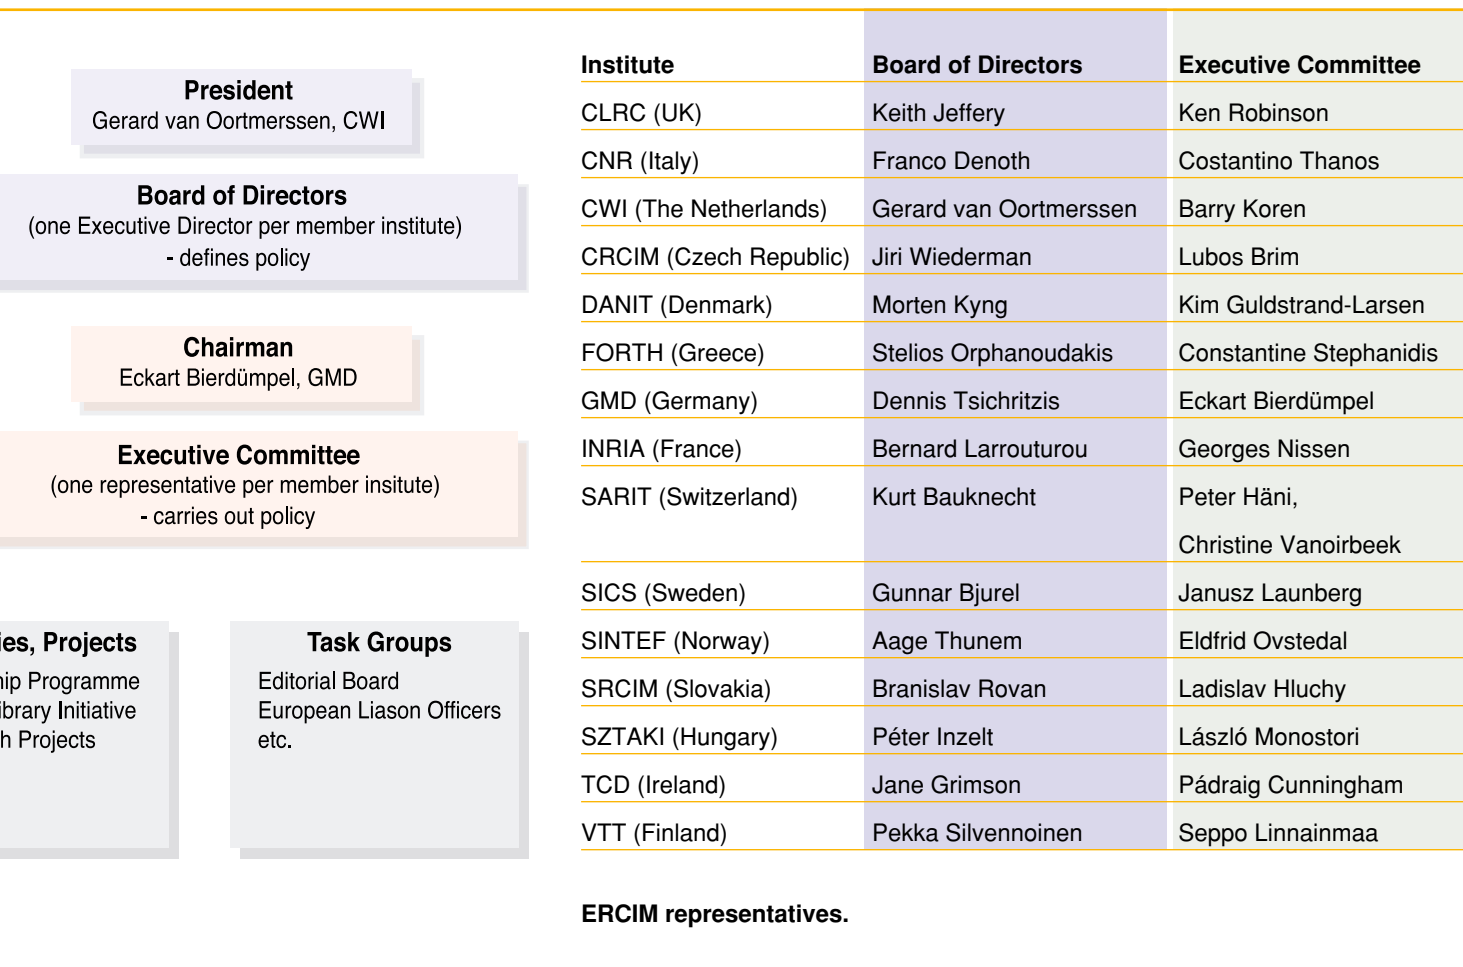 President
Gerard van Oortmerssen, CWI
Board of Directors
(one Executive Director per member institute)
- defines policy
Chairman
Eckart Bierdümpel, GMD
Executive Committee
(one representative per member insitute)
- carries out policy
Projects
Programme
Initiative
Projects
Task Groups
Editorial Board
European Liason Officers
etc.
Institute Board of Directors Executive Committee
CLRC (UK) Keith Jeffery Ken Robinson
CNR (Italy) Franco Denoth Costantino Thanos
CWI (The Netherlands) Gerard van Oortmerssen Barry Koren
CRCIM (Czech Republic) Jiri Wiederman Lubos Brim
DANIT (Denmark) Morten Kyng Kim Guldstrand-Larsen
FORTH (Greece) Stelios Orphanoudakis Constantine Stephanidis
GMD (Germany) Dennis Tsichritzis Eckart Bierdümpel
INRIA (France) Bernard Larrouturou Georges Nissen
SARIT (Switzerland) Kurt Bauknecht Peter Häni,
Christine Vanoirbeek
SICS (Sweden) Gunnar Bjurel Janusz Launberg
SINTEF (Norway) Aage Thunem Eldfrid Ovstedal
SRCIM (Slovakia) Branislav Rovan Ladislav Hluchy
SZTAKI (Hungary) Péter Inzelt László Monostori
TCD (Ireland) Jane Grimson Pádraig Cunningham
VTT (Finland) Pekka Silvennoinen Seppo Linnainmaa
ERCIM representatives.